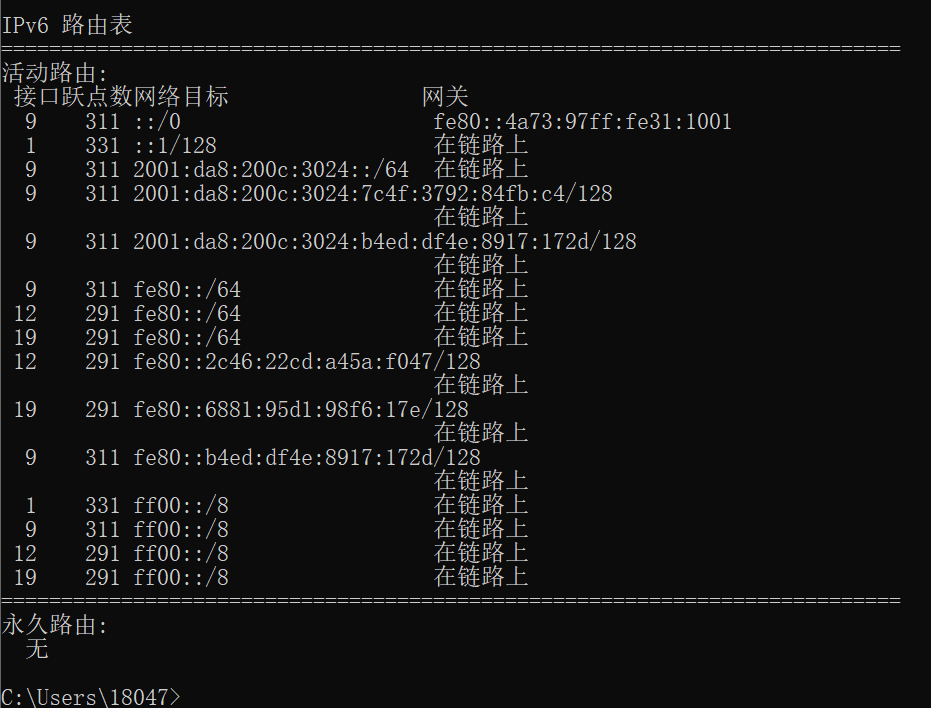 IPv6 路由表
===========================================================================
活动路由:
 接口跃点数网络目标                网关
  9    311 ::/0                     fe80::4a73:97ff:fe31:1001
  1    331 ::1/128                  在链路上
  9    311 2001:da8:200c:3024::/64  在链路上
  9    311 2001:da8:200c:3024:7c4f:3792:84fb:c4/128
                                    在链路上
  9    311 2001:da8:200c:3024:b4ed:df4e:8917:172d/128
                                    在链路上
  9    311 fe80::/64                在链路上
 12    291 fe80::/64                在链路上
 19    291 fe80::/64                在链路上
 12    291 fe80::2c46:22cd:a45a:f047/128
                                    在链路上
 19    291 fe80::6881:95d1:98f6:17e/128
                                    在链路上
  9    311 fe80::b4ed:df4e:8917:172d/128
                                    在链路上
  1    331 ff00::/8                 在链路上
  9    311 ff00::/8                 在链路上
 12    291 ff00::/8                 在链路上
 19    291 ff00::/8                 在链路上
===========================================================================
永久路由:
  无
C:\Users\18047>